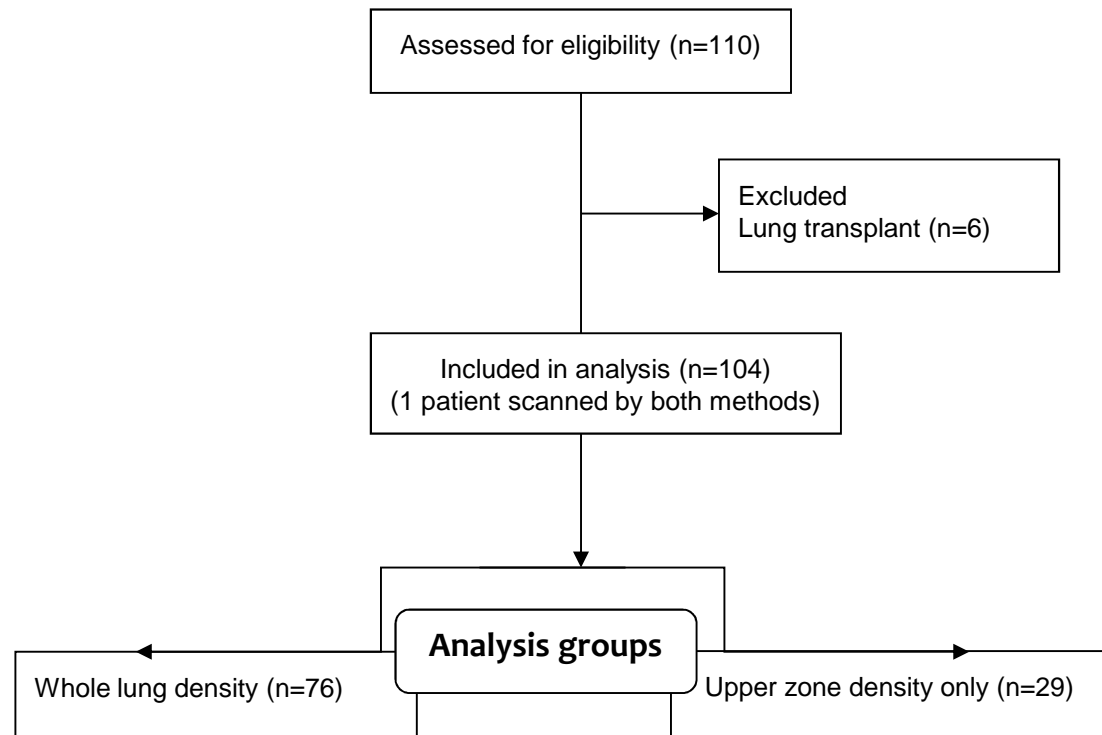 Assessed for eligibility (n=110)
Excluded
Lung transplant (n=6)
Included in analysis (n=104)
(1 patient scanned by both methods)
Analysis groups
Whole lung density (n=76)
Upper zone density only (n=29)